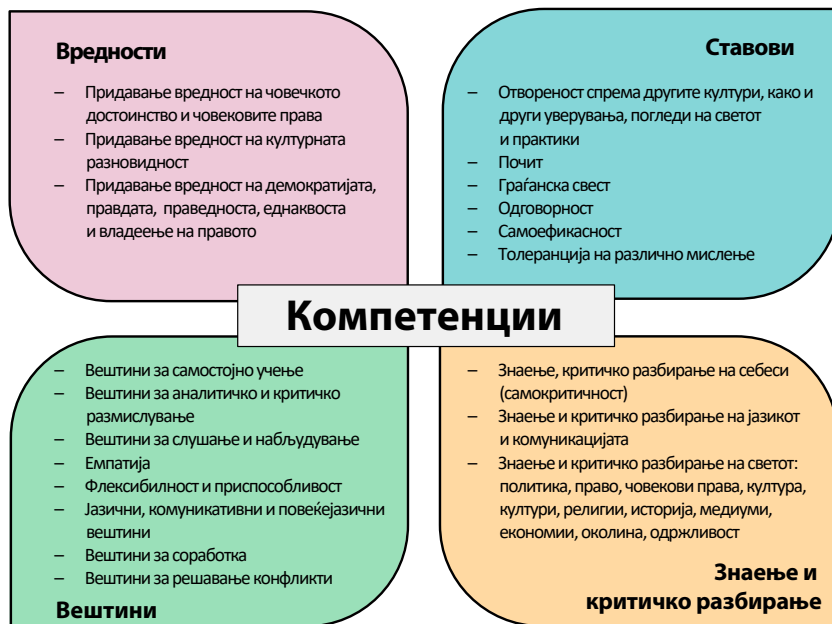 Вредности
– Придавање вредност на човечкото
достоинство и човековите права
– Придавање вредност на културната
разновидност
– Придавање вредност на демократијата,
правдата, праведноста, еднаквоста
и владеење на правото
Ставови
– Отвореност спрема другите култури, како и
други уверувања, погледи на светот
и практики
– Почит
– Граѓанска свест
– Одговорност
– Самоефикасност
– Толеранција на различно мислење
Компетенции
– Вештини за самостојно учење
– Вештини за аналитичко и критичко
размислување
– Вештини за слушање и набљудување
– Емпатија
– Флексибилност и приспособливост
– Јазични, комуникативни и повеќејазични
вештини
– Вештини за соработка
– Вештини за решавање конфликти
Вештини
– Знаење, критичко разбирање на себеси
(самокритичност)
– Знаење и критичко разбирање на јазикот
и комуникацијата
– Знаење и критичко разбирање на светот:
политика, право, човекови права, култура,
култури, религии, историја, медиуми,
економии, околина, одржливост
Знаење и
критичко разбирање